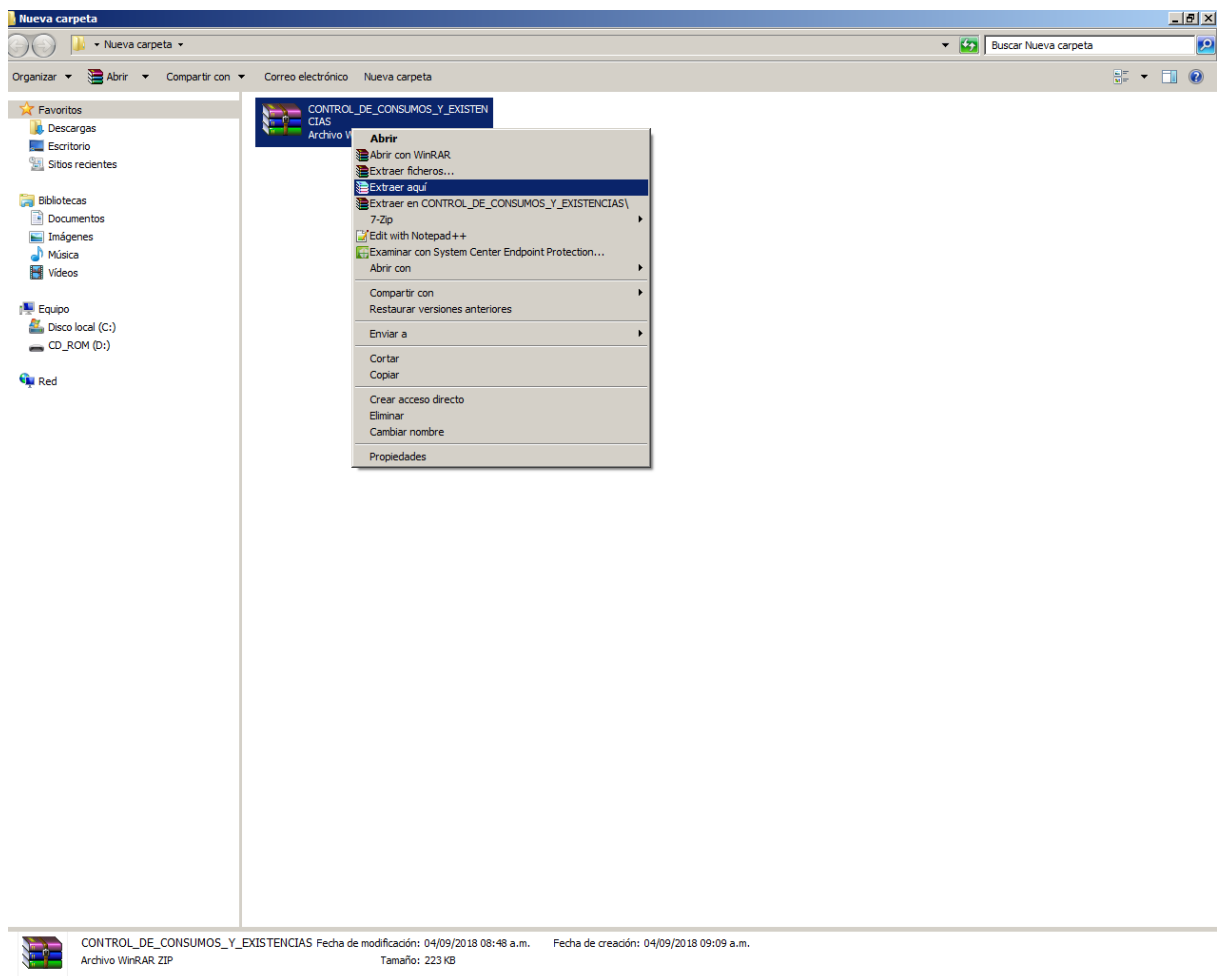 Nueva carpeta
Nueva carpeta
Buscar Nueva carpeta
Organizar
Abrir
Compartir con
Correo electrónico
Nueva carpeta
Favoritos
Descargas
Escritorio
Sitios recientes
Bibliotecas
Documentos
Imágenes
Música
Vídeos
Equipo
Disco local (C:)
CD_ROM (D:)
Red
CONTROL_DE_CONSUMOS_Y_EXISTEN
CIAS
Archivo W
Abrir
Abrir con WinRAR
Extraer ficheros...
Extraer aquí
Extraer en CONTROL_DE_CONSUMOS_Y_EXISTENCIAS\
7-Zip
Edit with Notepad++
Examinar con System Center Endpoint Protection...
Abrir con
Compartir con
Restaurar versiones anteriores
Enviar a
Cortar
Copiar
Crear acceso directo
Eliminar
Cambiar nombre
Propiedades
CONTROL_DE_CONSUMOS_Y_EXISTENCIAS Fecha de modificación: 04/09/2018 08:48 a.m. Fecha de creación: 04/09/2018 09:09 a.m.
Archivo WinRAR ZIP Tamaño: 223 KB